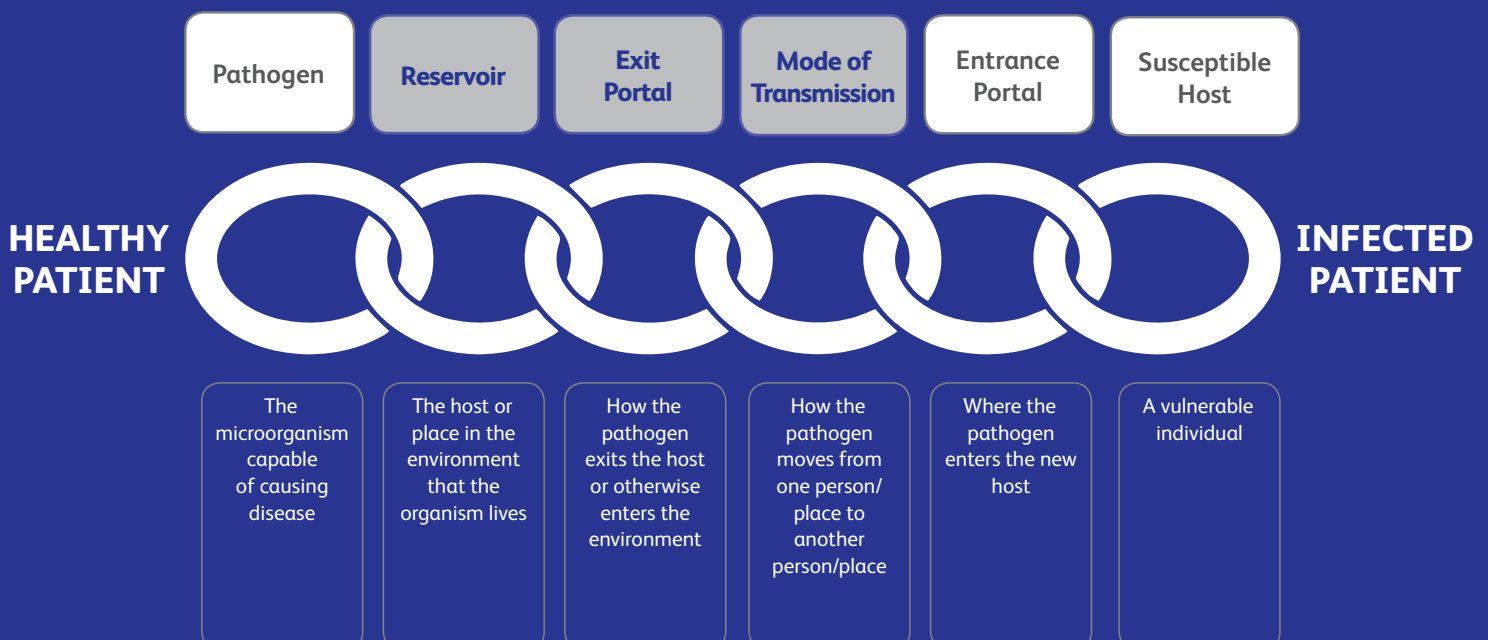 Pathogen
Reservoir
Exit
Portal
Mode of
Transmission
Entrance
Portal
Susceptible
Host
HEALTHY
PATIENT
INFECTED
PATIENT
The
microorganism
capable
of causing
disease
The host or
place in the
environment
that the
organism lives
How the
pathogen
exits the host
or otherwise
enters the
environment
How the
pathogen
moves from
one person/
place to
another
person/place
Where the
pathogen
enters the new
host
A vulnerable
individual